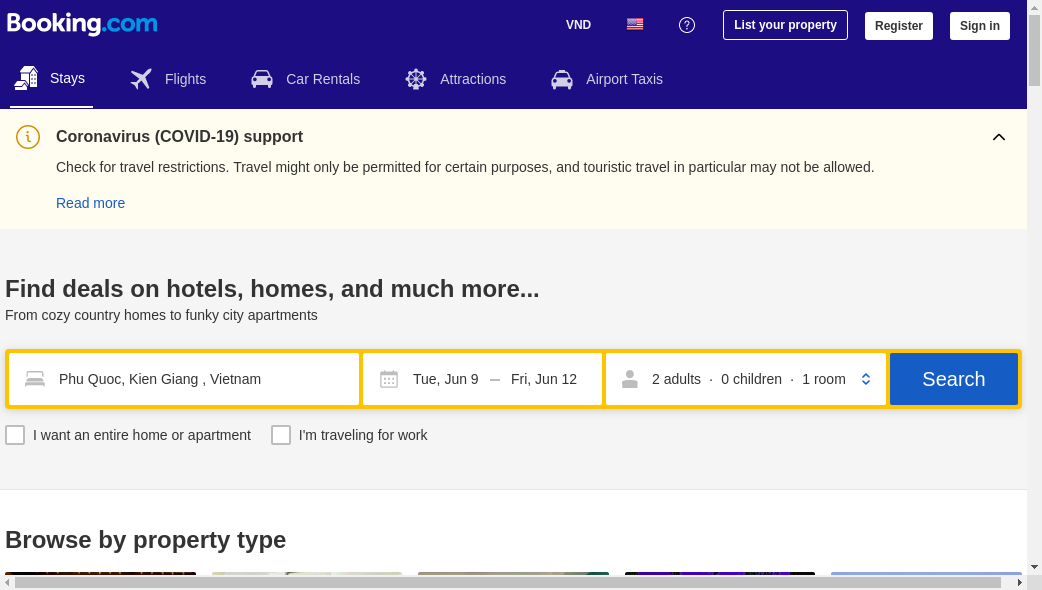 Booking.com
VND
List your property
Register
Sign in
Stays
Flights
Car Rentals
Attractions
Airport Taxis
Coronavirus (COVID-19) support
Check for travel restrictions. Travel might only be permitted for certain purposes, and touristic travel in particular may not be allowed.
Read more
Find deals on hotels, homes, and much more...
From cozy country homes to funky city apartments
Phu Quoc, Kien Giang , Vietnam
Tue, Jun 9 — Fri, Jun 12
2 adults · 0 children · 1 room
Search
I want an entire home or apartment
I'm traveling for work
Browse by property type